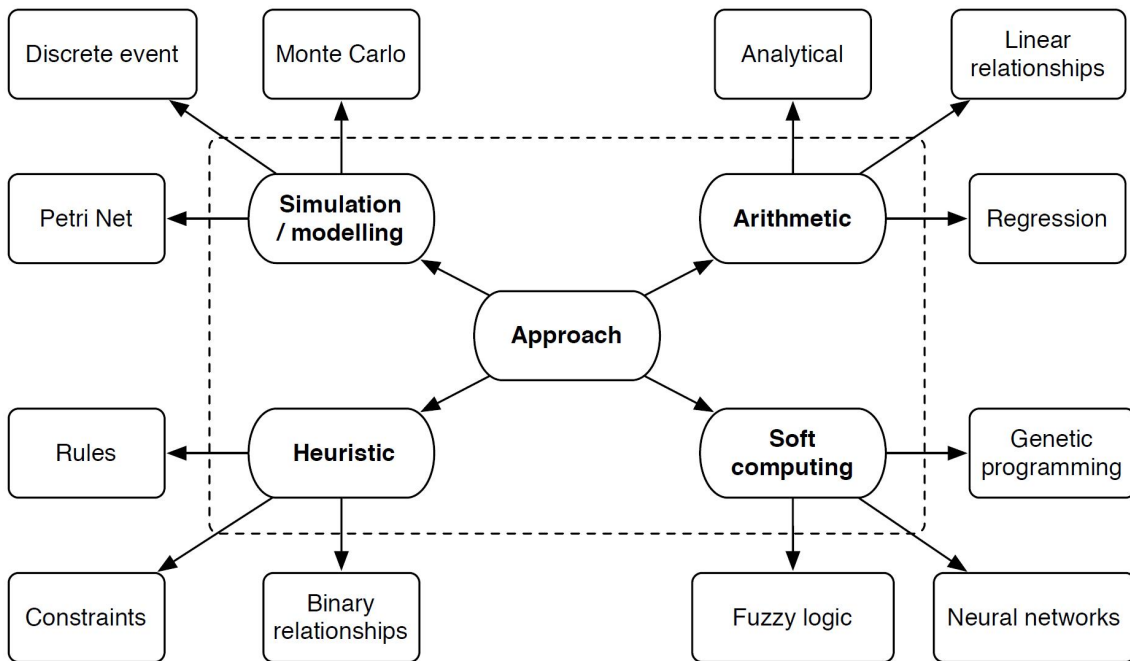 Discrete event
Monte Carlo
Analytical
Linear
relationships
Petri Net
Simulation
/ modelling
Arithmetic
Regression
Approach
Rules
Heuristic
Soft
computing
Genetic
programming
Constraints
Binary
relationships
Fuzzy logic
Neural networks